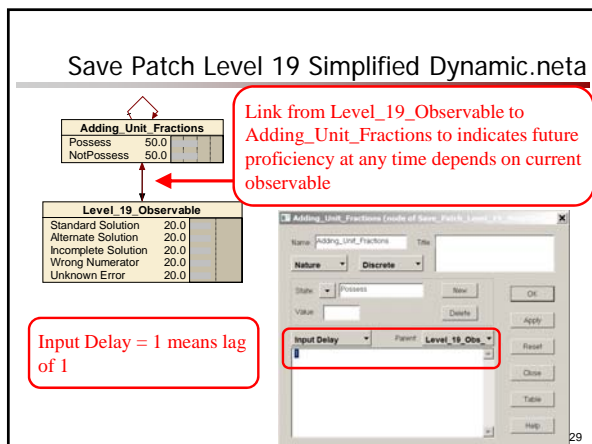 Save Patch Level 19 Simplified Dynamic.neta
Adding_Unit_Fractions
Possess 50.0
NotPossess 50.0
Link from Level_19_Observable to
Adding_Unit_Fractions to indicates future
proficiency at any time depends on current
observable
Level_19_Observable
Standard Solution 20.0
Alternate Solution 20.0
Incomplete Solution 20.0
Wrong Numerator 20.0
Unknown Error 20.0
Input Delay = 1 means lag
of 1
Adding_Unit_Fractions (node of Save_Patch_Level_19
Name: Adding_Unit_Fractions Title:
Nature Discrete
State: Possess New OK
Value: Delete Apply
Input Delay Parent: Level_19_Obs_
1
Reset
Close
Table
Help
29